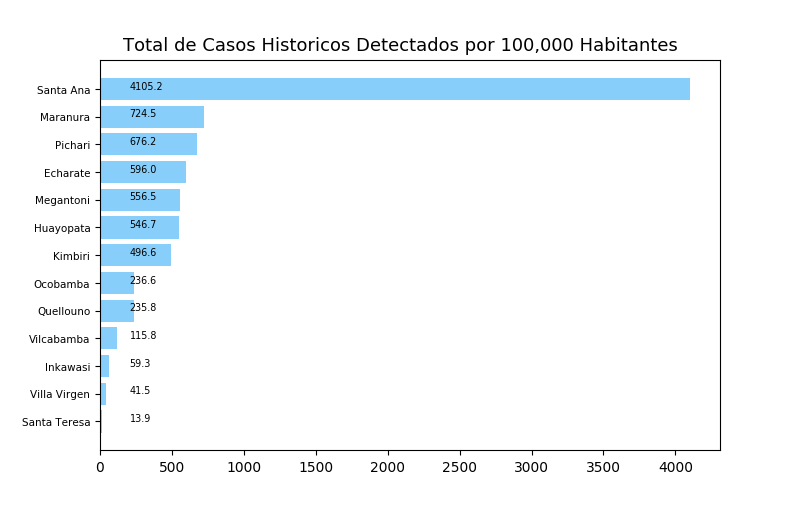 Total de Casos Historicos Detectados por 100,000 Habitantes
Santa Ana 4105.2
Maranura 724.5
Pichari 676.2
Echarate 596.0
Megantoni 556.5
Huayopata 546.7
Kimbiri 496.6
Ocobamba 236.6
Quellouno 235.8
Vilcabamba 115.8
Inkawasi 59.3
Villa Virgen 41.5
Santa Teresa 13.9
0 500 1000 1500 2000 2500 3000 3500 4000